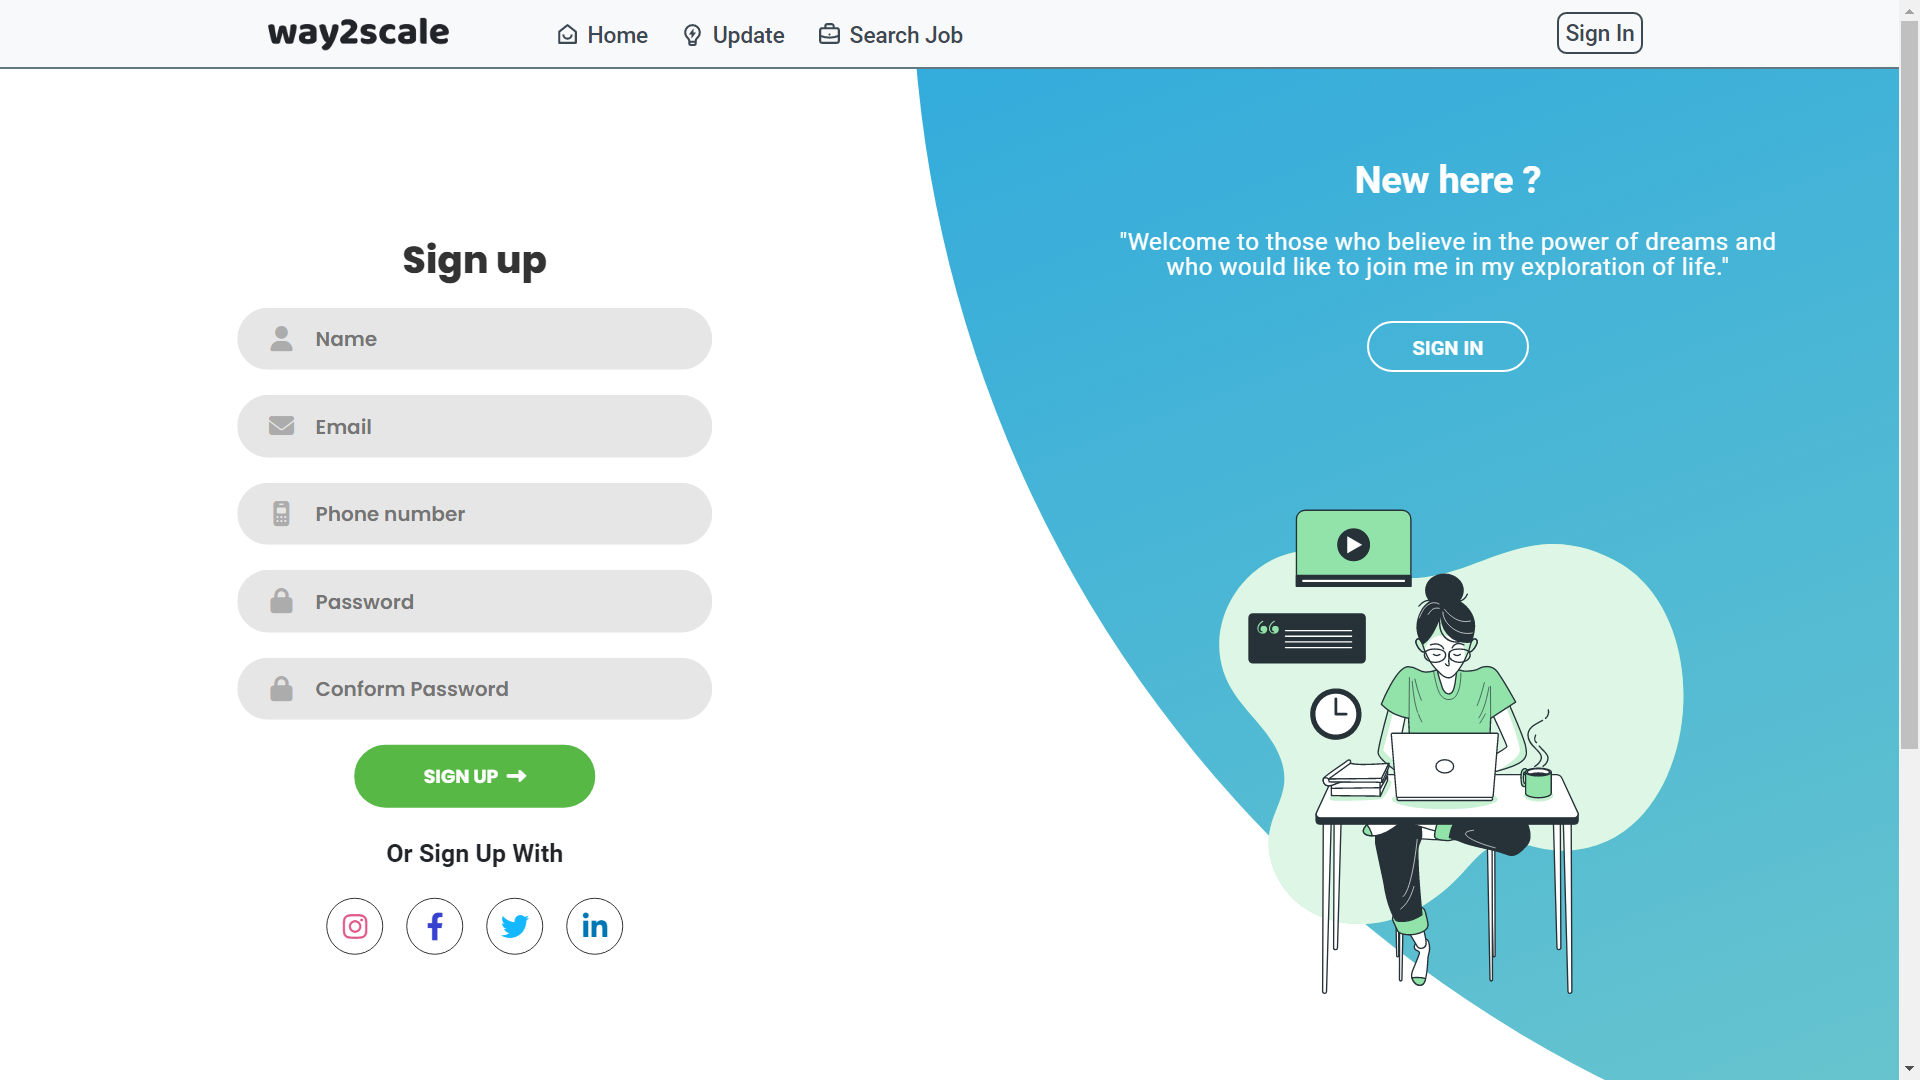 way2scale
Home
Update
Search Job
Sign In
New here ?
"Welcome to those who believe in the power of dreams and
who would like to join me in my exploration of life."
SIGN IN
Sign up
Name
Email
Phone number
Password
Conform Password
SIGN UP
Or Sign Up With